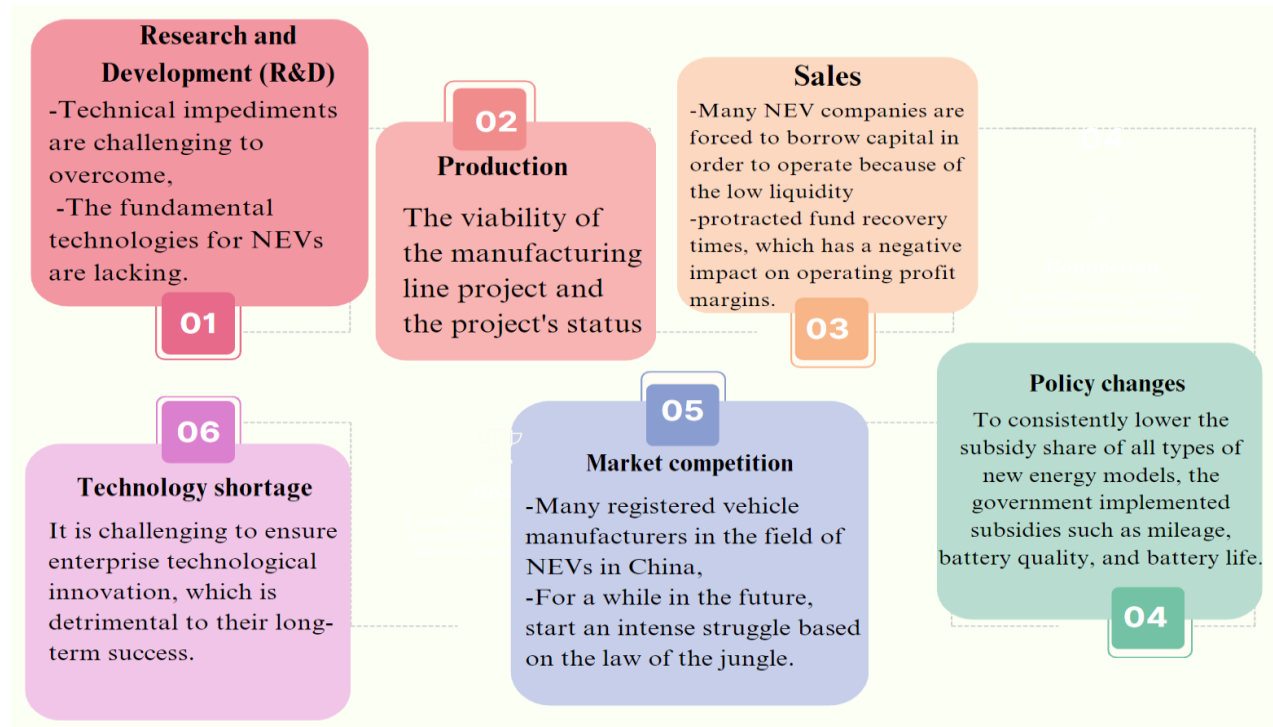 Research and
Development (R&D)
-Technical impediments
are challenging to
overcome,
-The fundamental
technologies for NEVs
are lacking.
01
02
Production
The viability of
the manufacturing
line project and
the project's status
Sales
-Many NEV companies are
forced to borrow capital in
order to operate because of
the low liquidity
-protracted fund recovery
times, which has a negative
impact on operating profit
margins.
03
Policy changes
To consistently lower the
subsidy share of all types of
new energy models, the
government implemented
subsidies such as mileage,
battery quality, and battery life.
04
05
Market competition
-Many registered vehicle
manufacturers in the field of
NEVs in China,
-For a while in the future,
start an intense struggle based
on the law of the jungle.
06
Technology shortage
It is challenging to ensure
enterprise technological
innovation, which is
detrimental to their long-
term success.